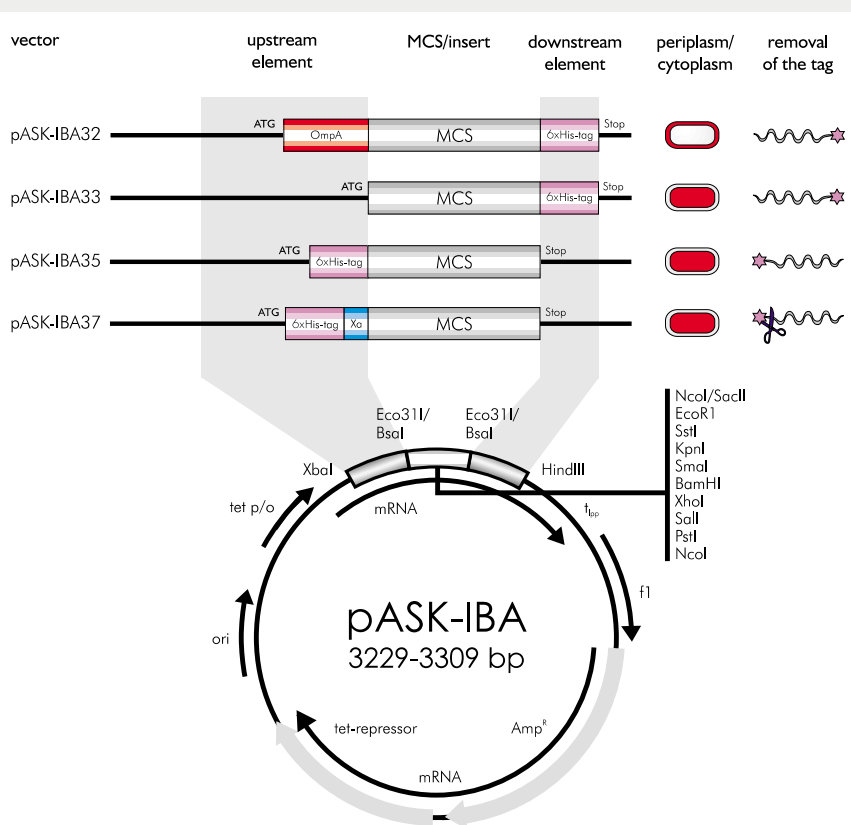 vector
upstream
element
MCS/insert
downstream
element
periplasm/
cytoplasm
removal
of the tag
pASK-IBA32
ATG
OmpA
MCS
6xHis-tag
Stop
pASK-IBA33
ATG
MCS
6xHis-tag
Stop
pASK-IBA35
ATG
6xHis-tag
MCS
Stop
pASK-IBA37
ATG
6xHis-tag
Xa
MCS
Stop
Eco31I/
BsaI
Eco31I/
BsaI
XbaI
HindIII
NcoI/SacII
EcoR1
SstI
KpnI
SmaI
BamHI
XhoI
SalI
PstI
NcoI
tet p/o
mRNA
tlpp
f1
ori
pASK-IBA
3229-3309 bp
tet-repressor
AmpR
mRNA